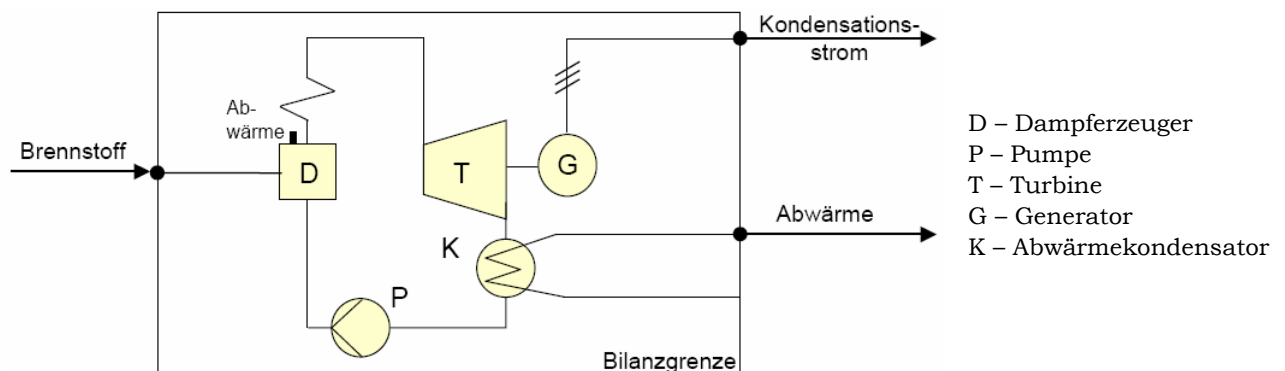 Kondensations-
strom
Ab-
wärme
Brennstoff
D
T
G
D – Dampferzeuger
P – Pumpe
T – Turbine
G – Generator
K – Abwärmekondensator
Abwärme
K
P
Bilanzgrenze